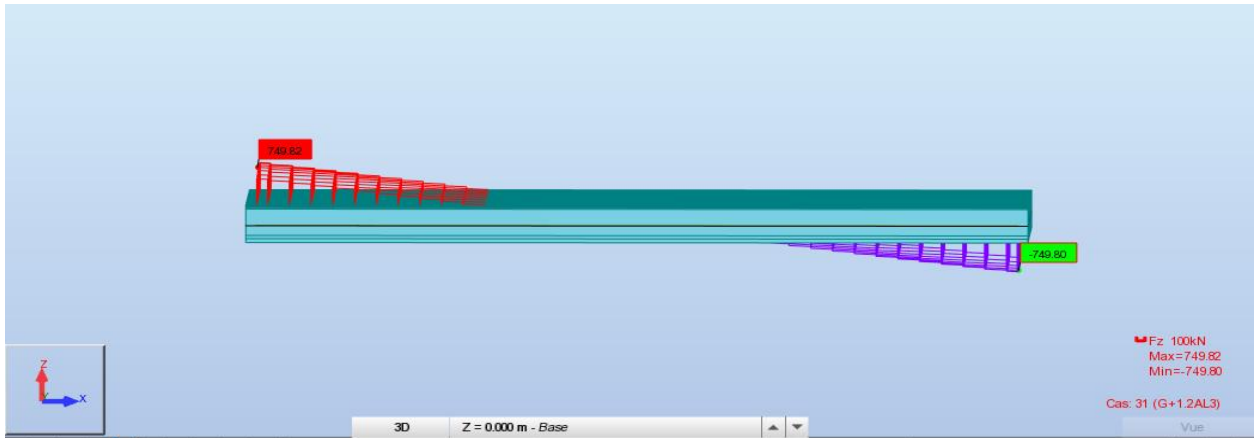 749.82
-749.80
Fz 100kN
Max=749.82
Min=-749.80
Cas: 31 (G+1.2AL3)
Z
Y
X
3D Z = 0.000 m - Base
Vue